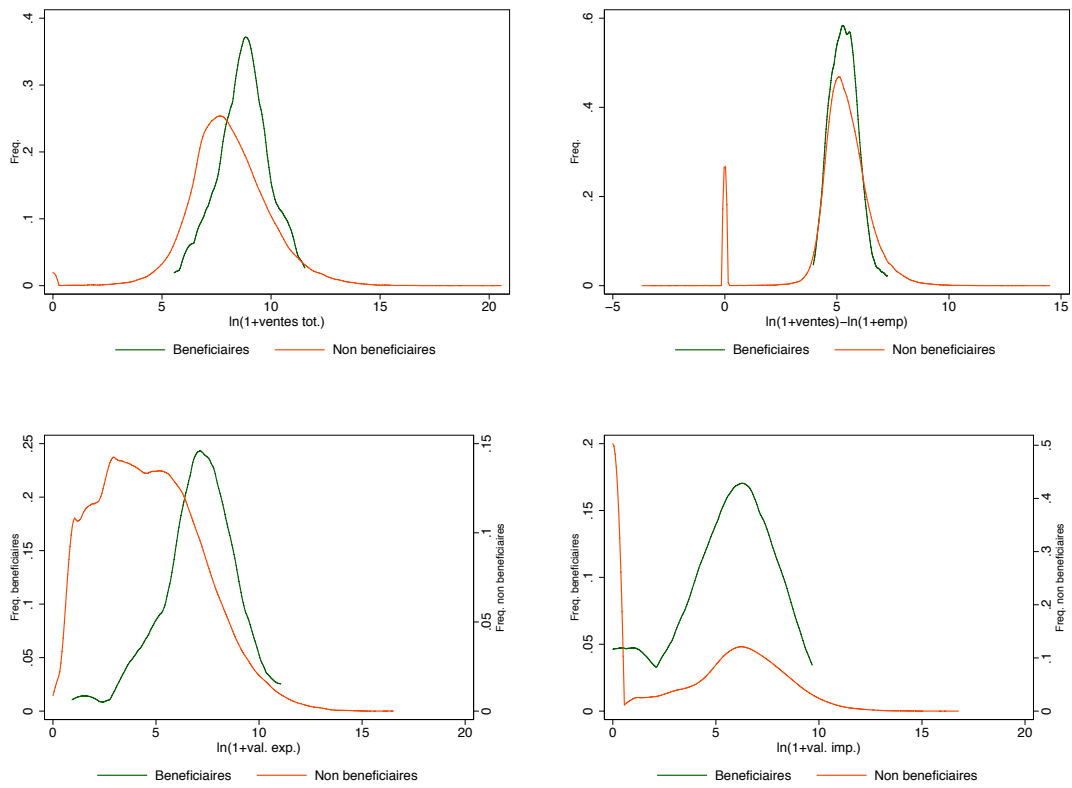 Freq.
0
.1
.2
.3
.4
0
5
10
15
20
ln(1+ventes tot.)
Beneficiaires
Non beneficiaires
Freq.
0
.2
.4
.6
−5
0
5
10
15
ln(1+ventes)−ln(1+emp)
Beneficiaires
Non beneficiaires
Freq. beneficiaires
0
.05
.1
.15
.2
.25
Freq. non beneficiaires
0
.05
.1
.15
0
5
10
15
20
ln(1+val. exp.)
Beneficiaires
Non beneficiaires
Freq. beneficiaires
0
.05
.1
.15
.2
Freq. non beneficiaires
0
.1
.2
.3
.4
.5
0
5
10
15
20
ln(1+val. imp.)
Beneficiaires
Non beneficiaires